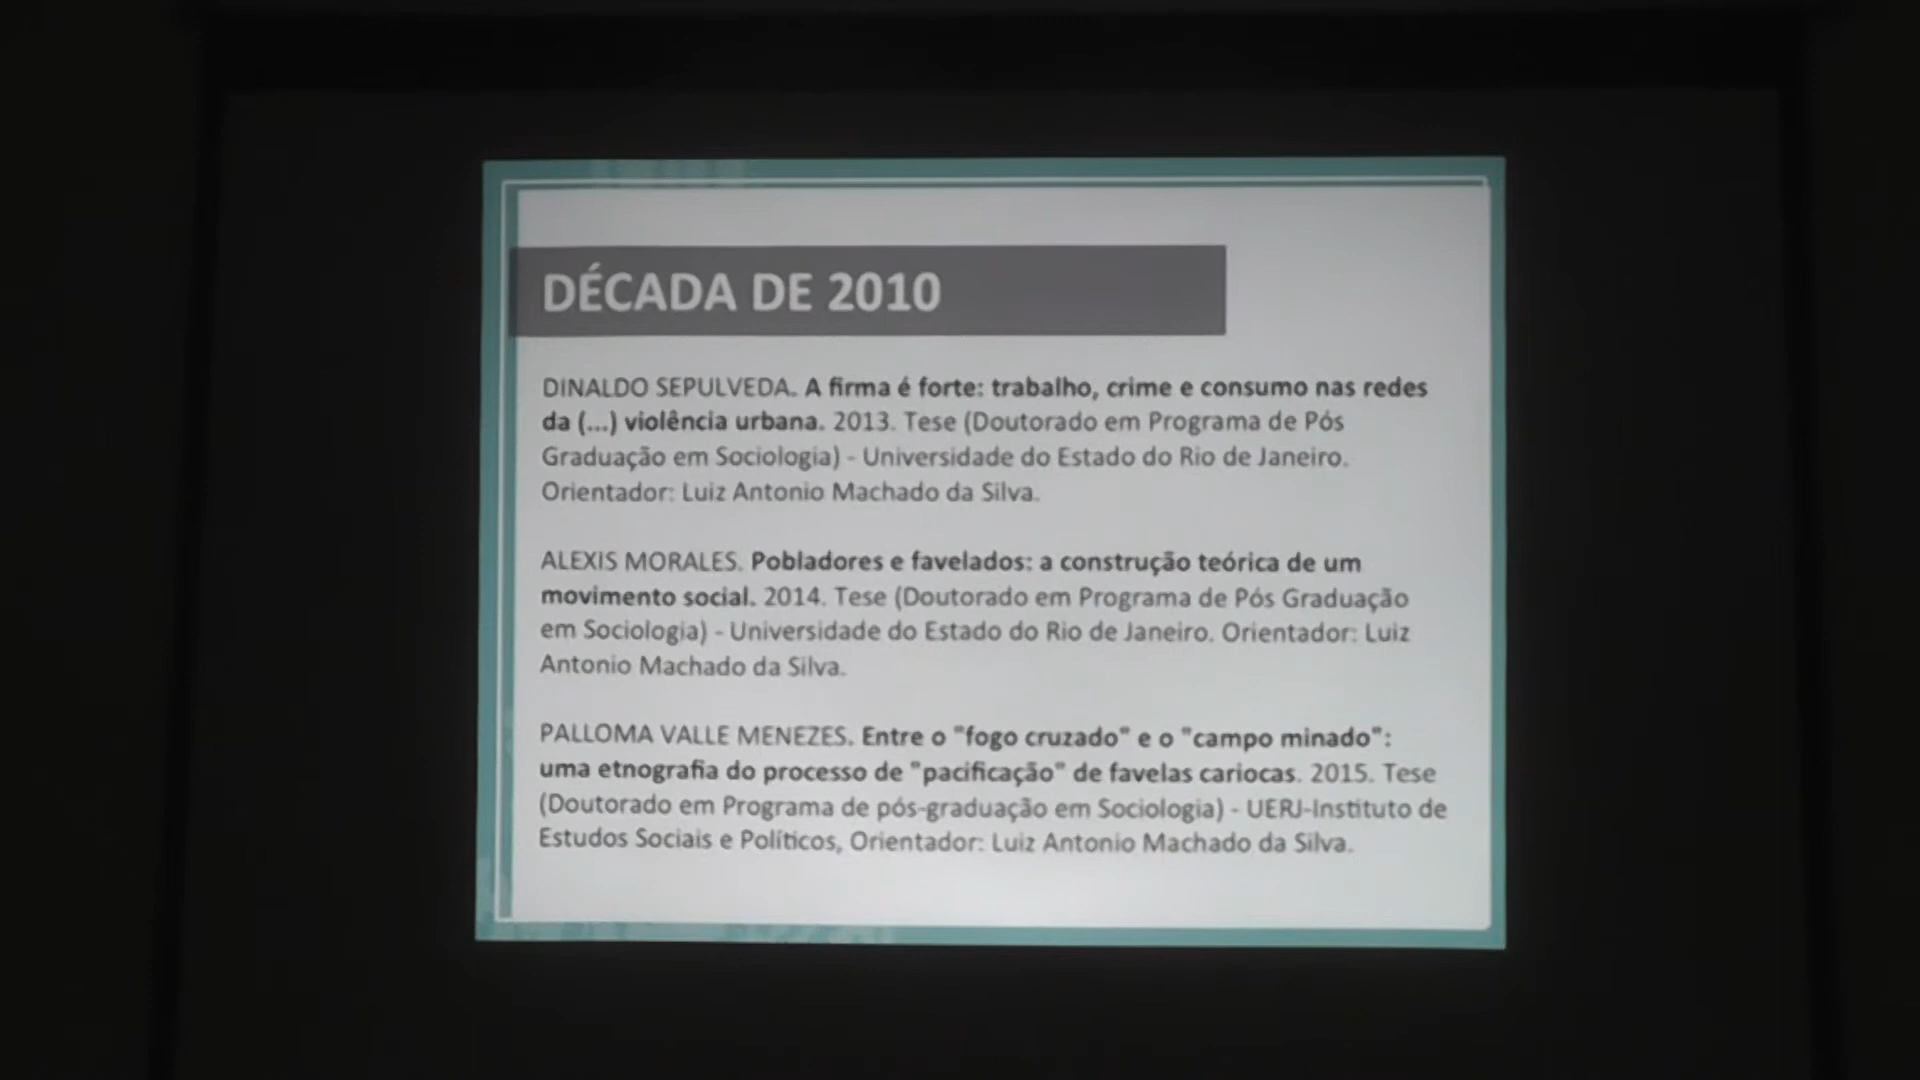 DÉCADA DE 2010
DINALDO SEPULVEDA. A firma é forte: trabalho, crime e consumo nas redes
da (...) violência urbana. 2013. Tese (Doutorado em Programa de Pós
Graduação em Sociologia) - Universidade do Estado do Rio de Janeiro.
Orientador: Luiz Antonio Machado da Silva.
ALEXIS MORALES. Pobladores e favelados: a construção teórica de um
movimento social. 2014. Tese (Doutorado em Programa de Pós Graduação
em Sociologia) - Universidade do Estado do Rio de Janeiro. Orientador: Luiz
Antonio Machado da Silva.
PALLOMA VALLE MENEZES. Entre o "fogo cruzado" e o "campo minado":
uma etnografia do processo de "pacificação" de favelas cariocas. 2015. Tese
(Doutorado em Programa de pós-graduação em Sociologia) - UERJ-Instituto de
Estudos Sociais e Políticos, Orientador: Luiz Antonio Machado da Silva.